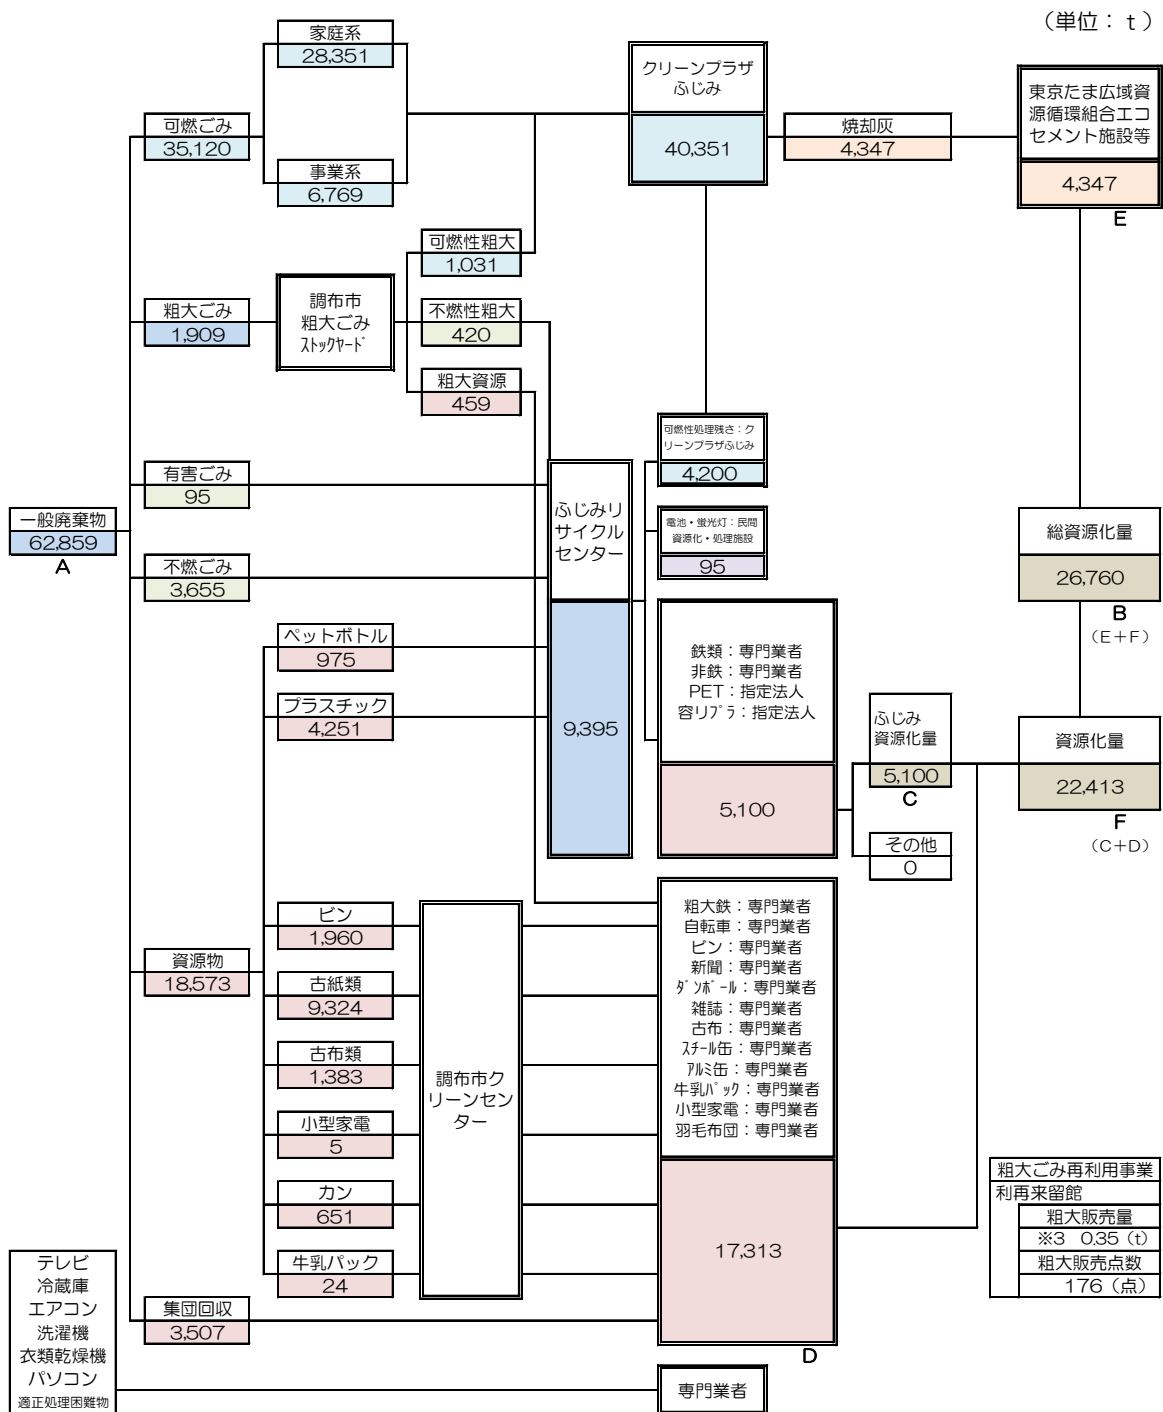 （単位：ｔ）
家庭系
28,351
可燃ごみ
35,120
事業系
6,769
クリーンプラザ
ふじみ
40,351
焼却灰
4,347
東京たま広域資
源循環組合エコ
セメント施設等
4,347
E
可燃性粗大
1,031
粗大ごみ
1,909
調布市
粗大ごみ
ｽﾄｯｸﾔｰﾄﾞ
不燃性粗大
420
粗大資源
459
可燃性処理残さ：ク
リーンプラザふじみ
4,200
有害ごみ
95
一般廃棄物
62,859
A
ふじみリ
サイクル
センター
9,395
電池・蛍光灯：民間
資源化・処理施設
95
総資源化量
26,760
B
（E＋F）
不燃ごみ
3,655
ペットボトル
975
プラスチック
4,251
鉄類：専門業者
非鉄：専門業者
PET：指定法人
容リﾌﾟﾗ：指定法人
5,100
ふじみ
資源化量
5,100
C
資源化量
22,413
F
（C＋D）
その他
0
資源物
18,573
ビン
1,960
古紙類
9,324
古布類
1,383
小型家電
5
カン
651
牛乳パック
24
調布市ク
リーンセン
ター
粗大鉄：専門業者
自転車：専門業者
ビン：専門業者
新聞：専門業者
ﾀﾞﾝﾎﾞｰﾙ：専門業者
雑誌：専門業者
古布：専門業者
ｽﾁｰﾙ缶：専門業者
ｱﾙﾐ缶：専門業者
牛乳ﾊﾟｯｸ：専門業者
小型家電：専門業者
羽毛布団：専門業者
17,313
D
粗大ごみ再利用事業
利再来留館
粗大販売量
※3 0.35（t）
粗大販売点数
176（点）
集団回収
3,507
テレビ
冷蔵庫
エアコン
洗濯機
衣類乾燥機
パソコン
適正処理困難物
専門業者